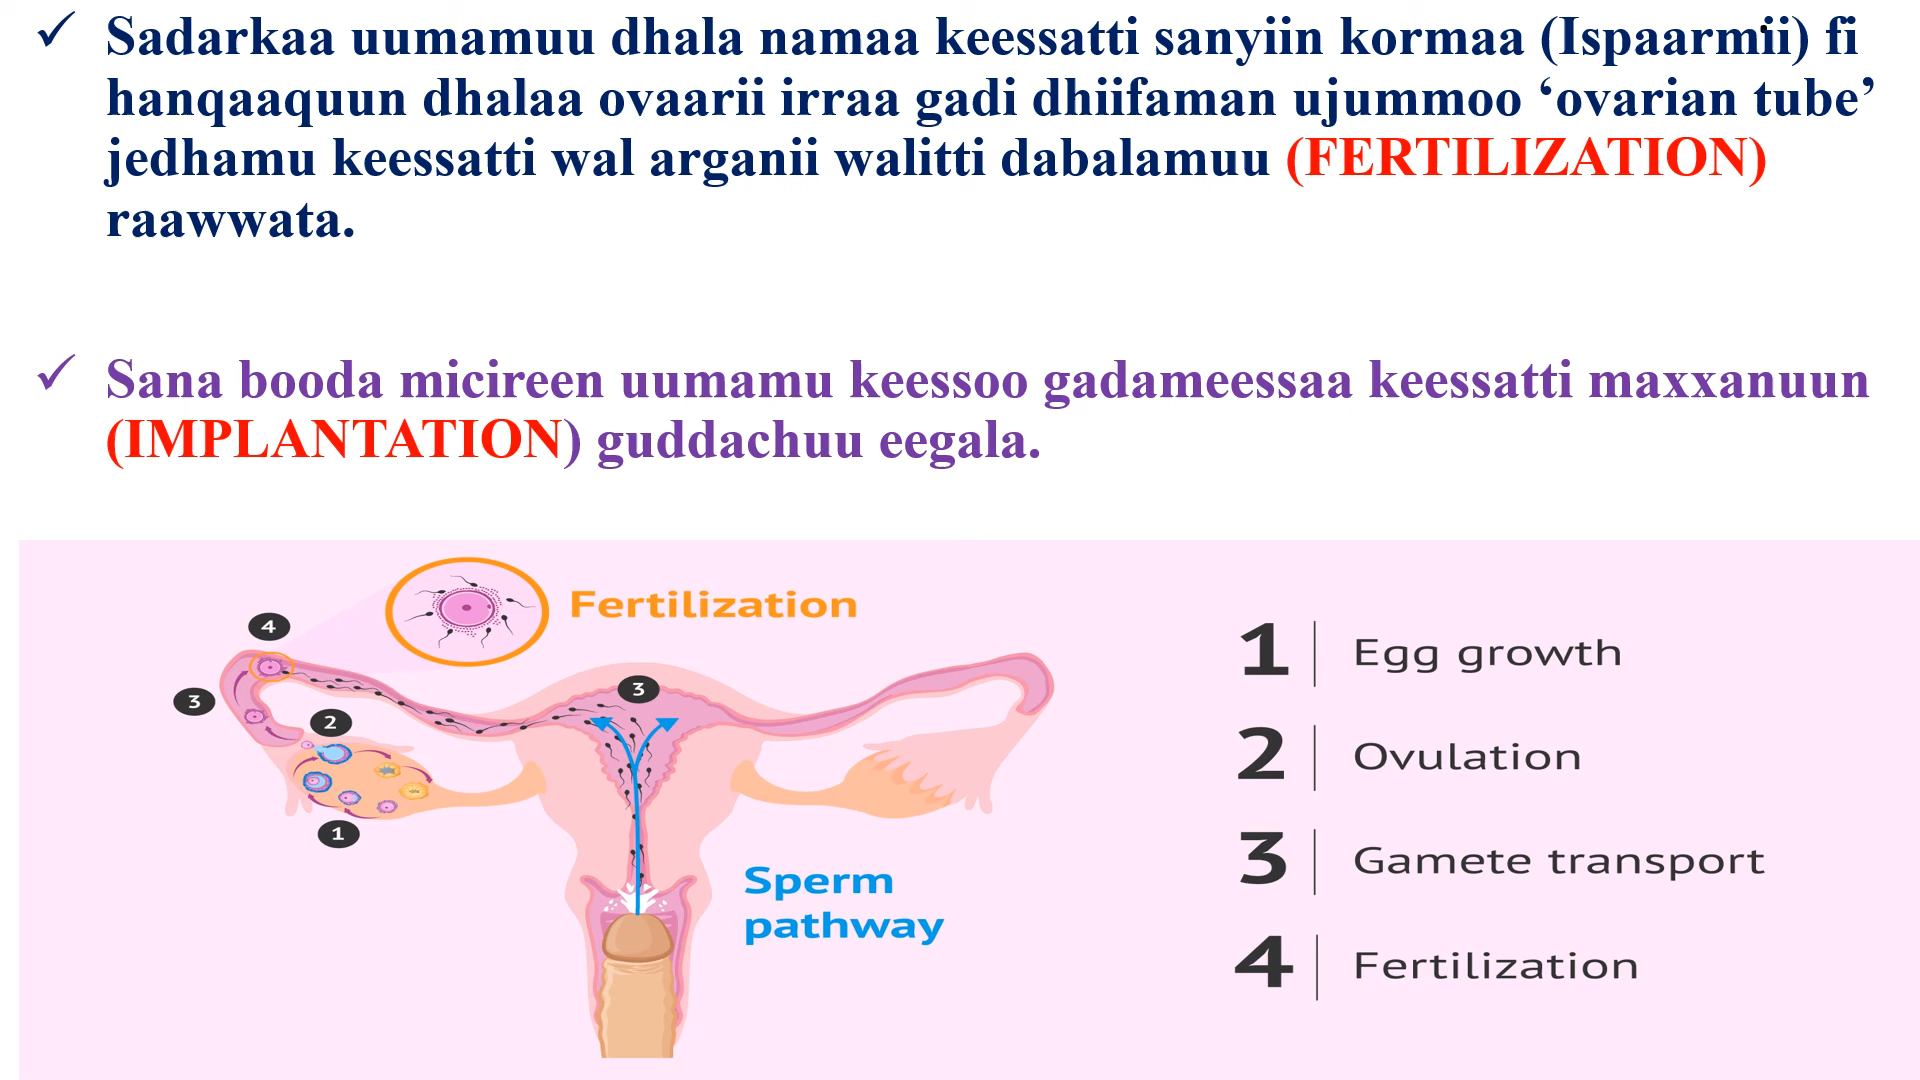 ✓ Sadarkaa uumamuu dhala namaa keessatti sanyiin kormaa (Ispaarmii) fi
hanqaaquun dhalaa ovaarii irraa gadi dhiifaman ujummoo ‘ovarian tube’
jedhamu keessatti wal arganii walitti dabalamuu (FERTILIZATION)
raawwata.
✓ Sana booda micireen uumamu keessoo gadameessaa keessatti maxxanuun
(IMPLANTATION) guddachuu eegala.
Fertilization
4
3
3
2
1
Sperm
pathway
1 Egg growth
2 Ovulation
3 Gamete transport
4 Fertilization